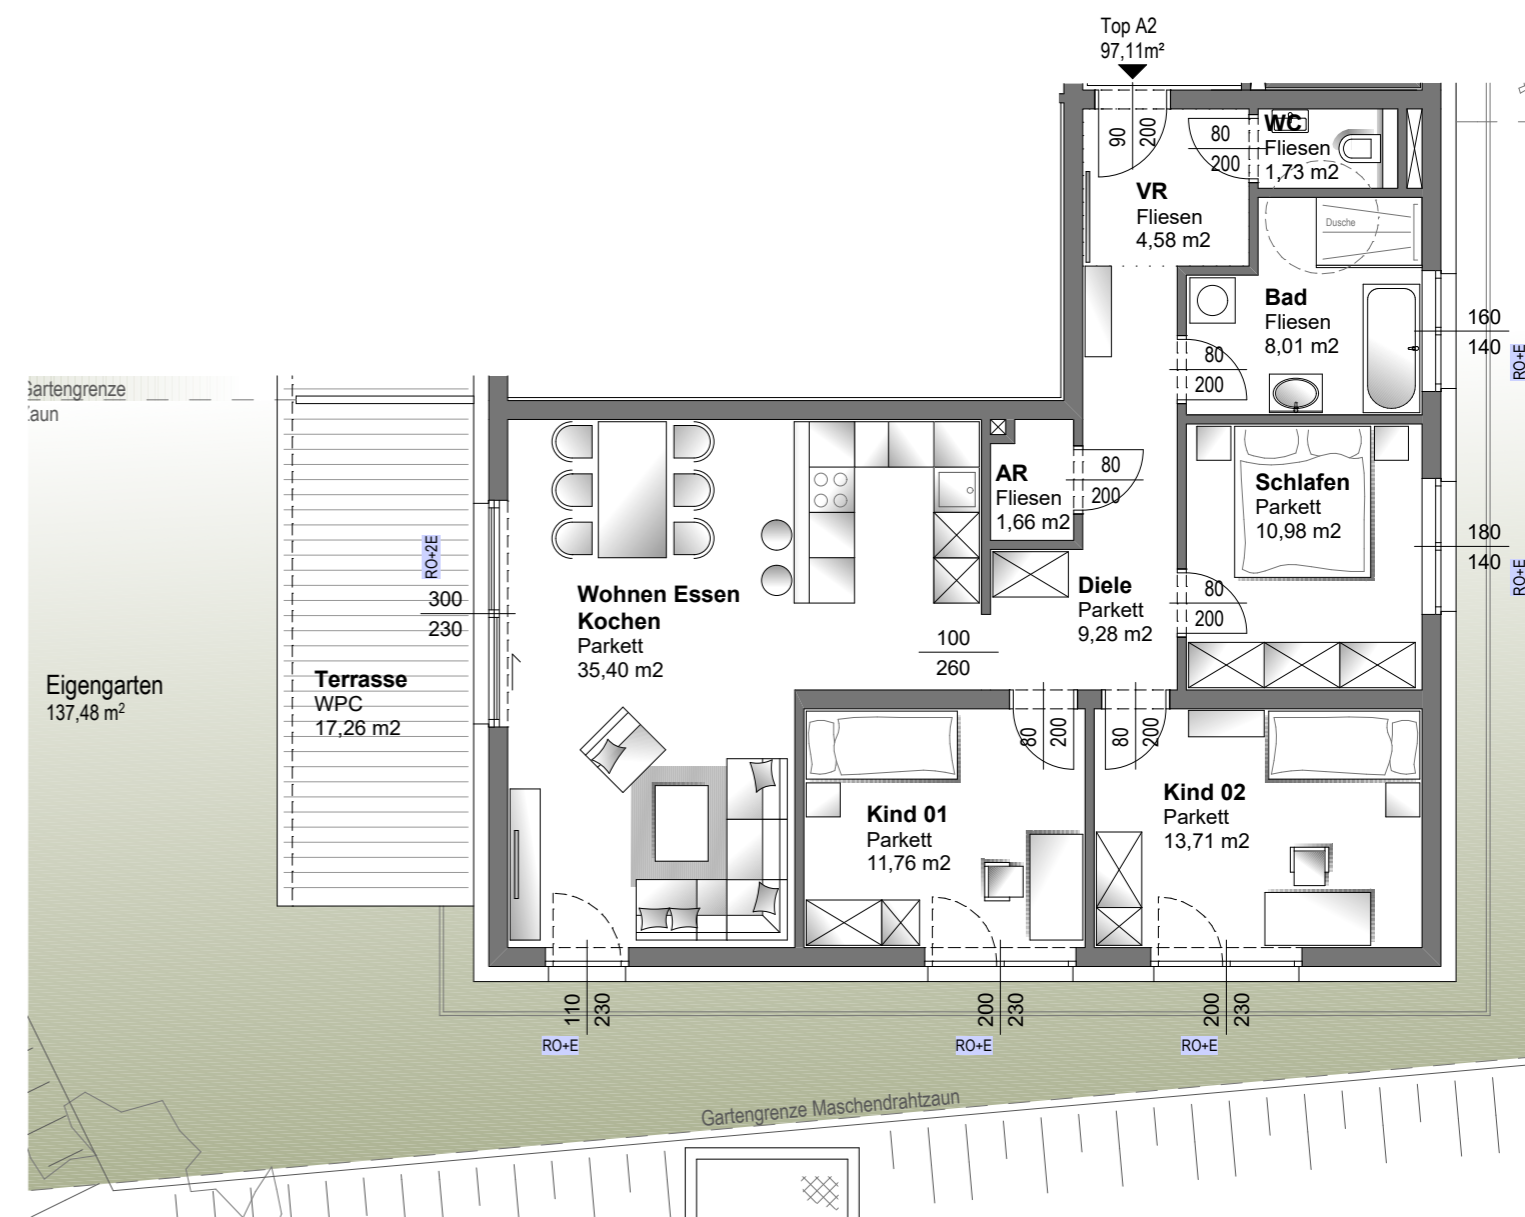 Top A2
97,11m²
90
200
80
200
WC
Fliesen
1,73 m2
VR
Fliesen
4,58 m2
Dusche
Bad
Fliesen
8,01 m2
160
140
RO+E
80
200
Gartengrenze
Zaun
AR
Fliesen
1,66 m2
80
200
Schlafen
Parkett
10,98 m2
180
140
RO+E
RO+2E
300
230
Wohnen Essen
Kochen
Parkett
35,40 m2
Diele
Parkett
9,28 m2
80
200
100
260
Eigengarten
137,48 m²
Terrasse
WPC
17,26 m2
80
200
80
200
Kind 01
Parkett
11,76 m2
Kind 02
Parkett
13,71 m2
110
230
RO+E
200
230
RO+E
200
230
RO+E
Gartengrenze Maschendrahtzaun